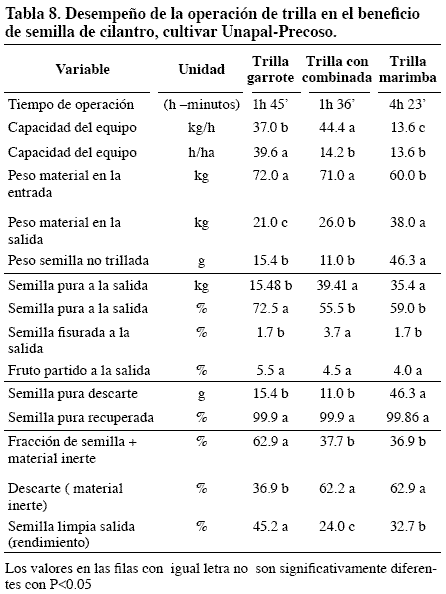 Tabla 8. Desempeño de la operación de trilla en el beneficio
de semilla de cilantro, cultivar Unapal-Precoso.
Variable Unidad Trilla garrote Trilla con combinada Trilla marimba
Tiempo de operación (h –minutos) 1h 45’ 1h 36’ 4h 23’
Capacidad del equipo kg/h 37.0 b 44.4 a 13.6 c
Capacidad del equipo h/ha 39.6 a 14.2 b 13.6 b
Peso material en la entrada kg 72.0 a 71.0 a 60.0 b
Peso material en la salida kg 21.0 c 26.0 b 38.0 a
Peso semilla no trillada g 15.4 b 11.0 b 46.3 a
Semilla pura a la salida kg 15.48 b 39.41 a 35.4 a
Semilla pura a la salida % 72.5 a 55.5 b 59.0 b
Semilla fisurada a la salida % 1.7 b 3.7 a 1.7 b
Fruto partido a la salida % 5.5 a 4.5 a 4.0 a
Semilla pura descarte g 15.4 b 11.0 b 46.3 a
Semilla pura recuperada % 99.9 a 99.9 a 99.86 a
Fracción de semilla + material inerte % 62.9 a 37.7 b 36.9 b
Descarte ( material inerte) % 36.9 b 62.2 a 62.9 a
Semilla limpia salida (rendimiento) % 45.2 a 24.0 c 32.7 b
Los valores en las filas con igual letra no son significativamente diferen-
tes con P<0.05